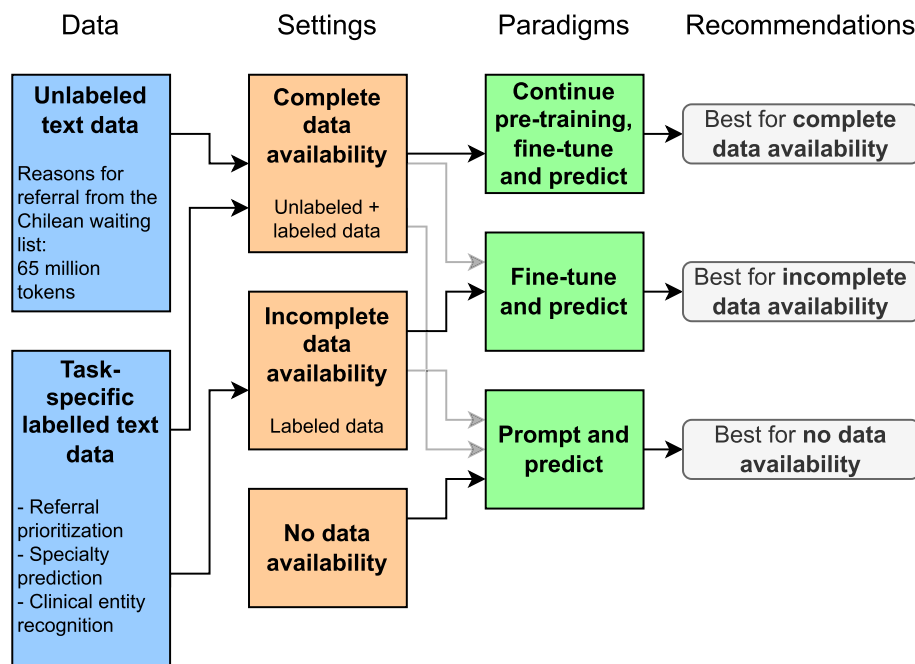 Data
Settings
Paradigms
Recommendations
Unlabeled
text data
Reasons for
referral from the
Chilean waiting
list:
65 million
tokens
Task-
specific
labelled text
data
- Referral
prioritization
- Specialty
prediction
- Clinical entity
recognition
Complete
data
availability
Unlabeled +
labeled data
Incomplete
data
availability
Labeled data
No data
availability
Continue
pre-training,
fine-tune
and predict
Fine-tune
and predict
Prompt and
predict
Best for complete
data availability
Best for incomplete
data availability
Best for no data
availability